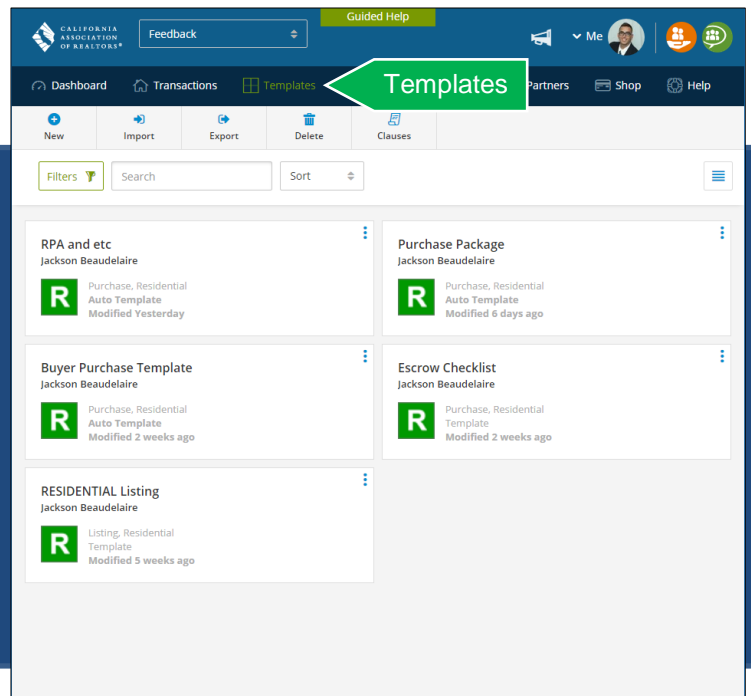 Guided Help
CALIFORNIA
ASSOCIATION
OF REALTORS®
Feedback
Me
Dashboard
Transactions
Templates
Templates
Partners
Shop
Help
New
Import
Export
Delete
Clauses
Filters
Search
Sort
RPA and etc
Jackson Beaudelaire
R
Purchase, Residential
Auto Template
Modified Yesterday
Purchase Package
Jackson Beaudelaire
R
Purchase, Residential
Auto Template
Modified 6 days ago
Buyer Purchase Template
Jackson Beaudelaire
R
Purchase, Residential
Auto Template
Modified 2 weeks ago
Escrow Checklist
Jackson Beaudelaire
R
Purchase, Residential
Template
Modified 2 weeks ago
RESIDENTIAL Listing
Jackson Beaudelaire
R
Listing, Residential
Template
Modified 5 weeks ago